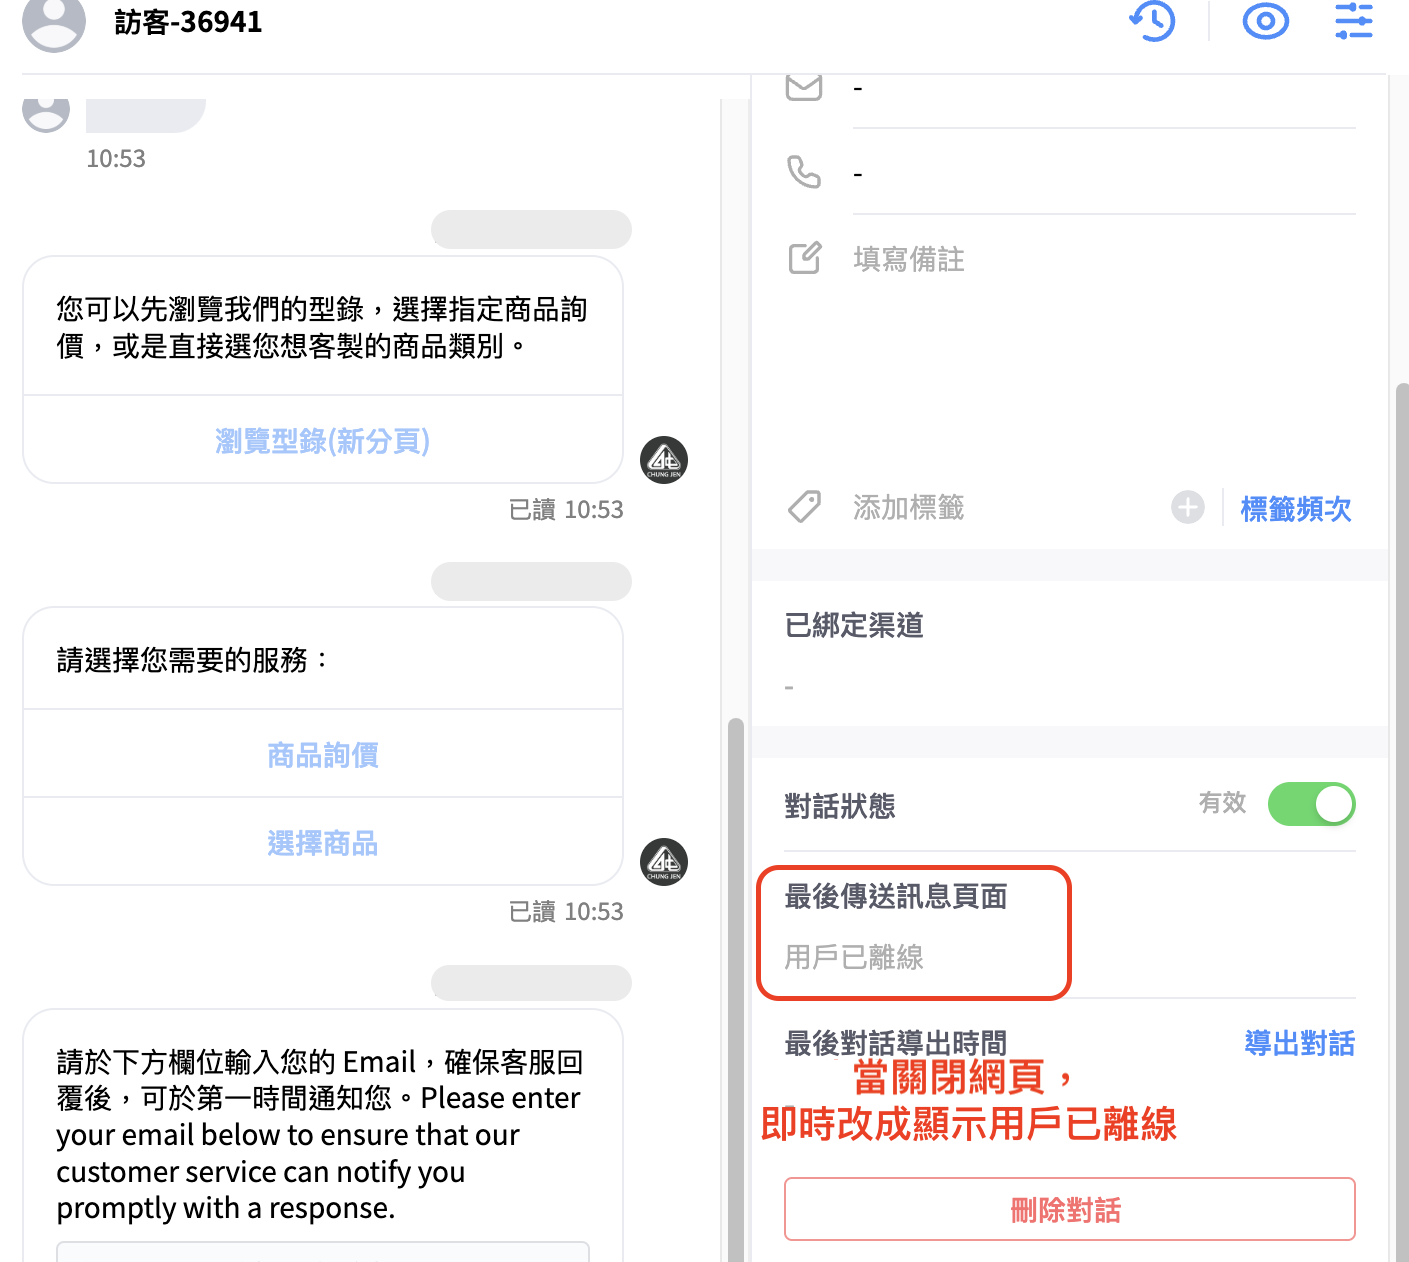 訪客-36941
10:53
您可以先瀏覽我們的型錄，選擇指定商品詢
價，或是直接選您想客製的商品類別。
瀏覽型錄(新分頁)
CHUNG JEN
已讀 10:53
請選擇您需要的服務：
商品詢價
選擇商品
CHUNG JEN
已讀 10:53
請於下方欄位輸入您的 Email，確保客服回
覆後，可於第一時間通知您。Please enter
your email below to ensure that our
customer service can notify you
promptly with a response.
-
-
填寫備註
添加標籤
標籤頻次
已綁定渠道
-
對話狀態
有效
最後傳送訊息頁面
用戶已離線
最後對話導出時間
導出對話
當關閉網頁，
即時改成顯示用戶已離線
刪除對話